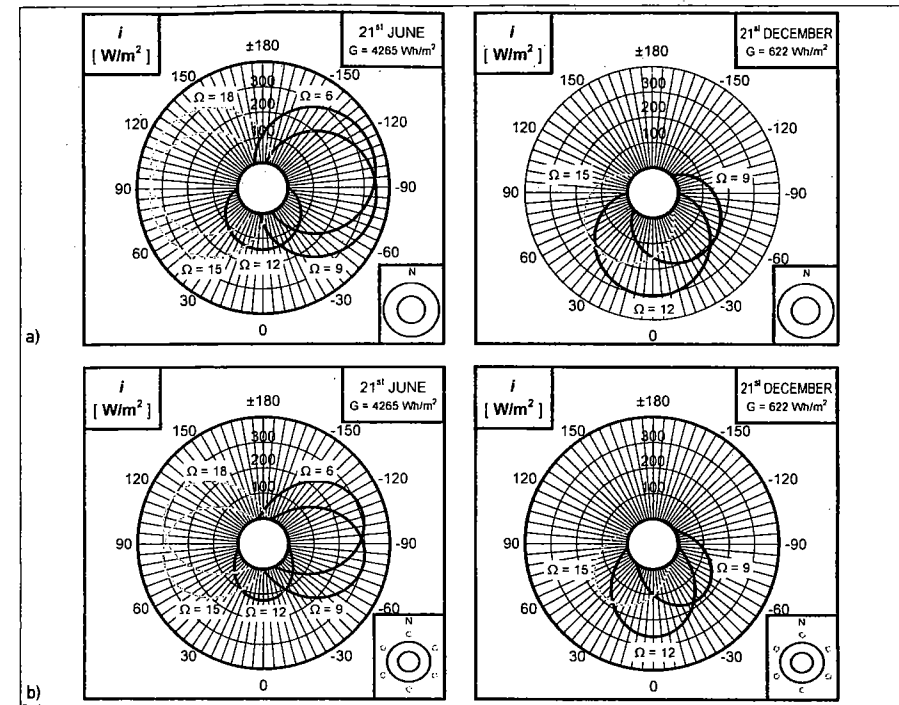 i
[ W/m² ]
21st JUNE
G = 4265 Wh/m²
±180
150
-150
300
Ω = 18
Ω = 6
200
120
-120
100
90
-90
60
-60
Ω = 15
Ω = 12
Ω = 9
30
-30
0
N
i
[ W/m² ]
21st DECEMBER
G = 622 Wh/m²
±180
150
-150
300
200
120
-120
100
Ω = 15
Ω = 9
90
-90
60
-60
30
-30
Ω = 12
0
N
a)
i
[ W/m² ]
21st JUNE
G = 4265 Wh/m²
±180
150
-150
300
Ω = 18
Ω = 6
200
120
-120
100
90
-90
60
-60
Ω = 15
Ω = 12
Ω = 9
30
-30
0
N
i
[ W/m² ]
21st DECEMBER
G = 622 Wh/m²
±180
150
-150
300
200
120
-120
100
90
-90
Ω = 15
Ω = 9
60
-60
30
-30
Ω = 12
0
N
b)